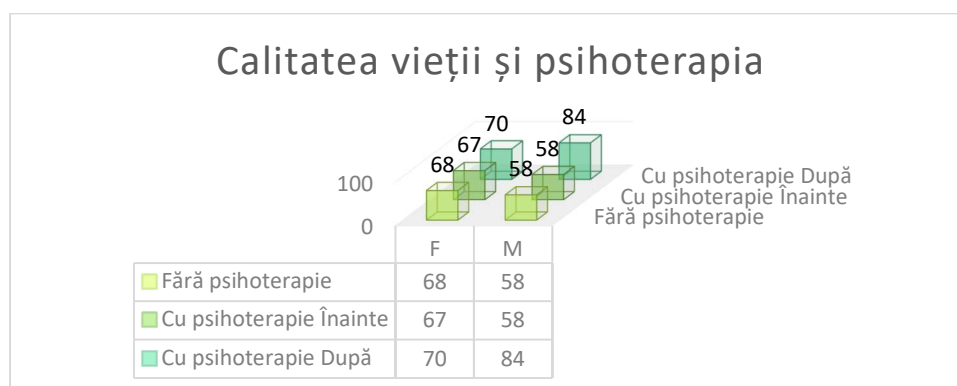 Calitatea vieții și psihoterapia
70
84
67
58
68
58
100
0
Cu psihoterapie După
Cu psihoterapie Înainte
Fără psihoterapie
F M
Fără psihoterapie 68 58
Cu psihoterapie Înainte 67 58
Cu psihoterapie După 70 84